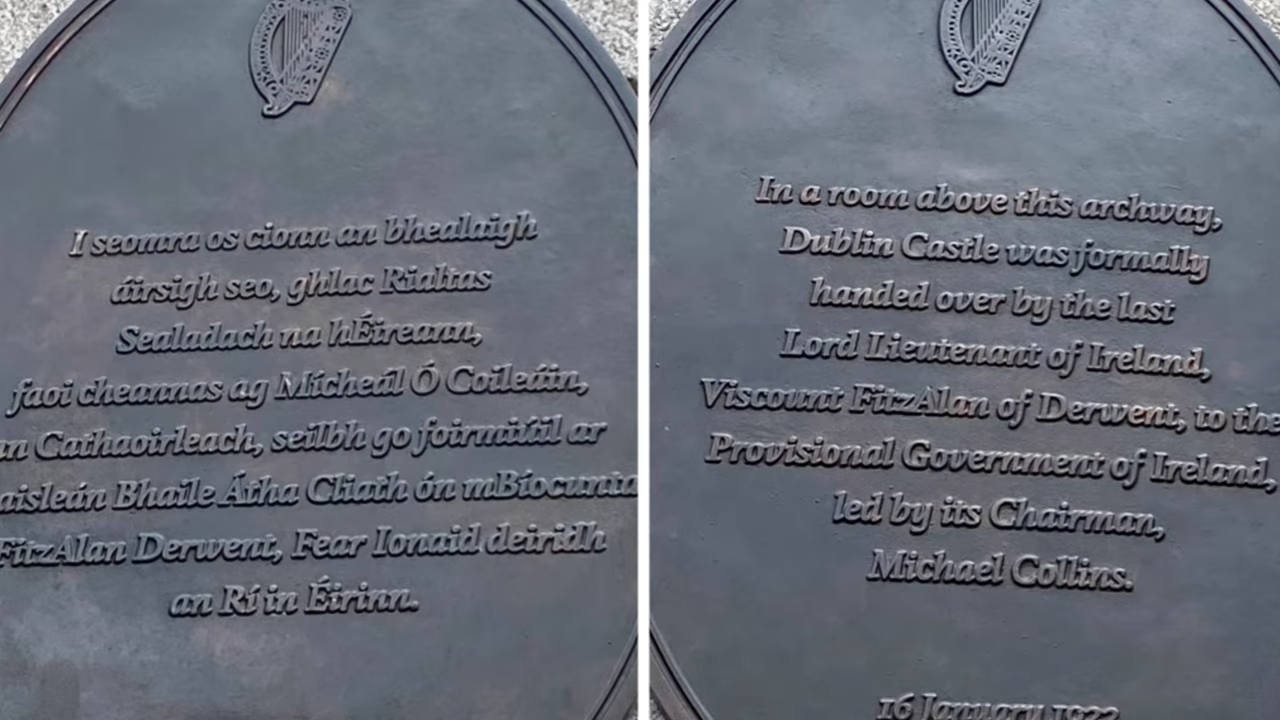 I seomra os cionn an bhealaigh
áirsigh seo, ghlac Rialtas
Sealadach na hÉireann,
faoi cheannas ag Mícheál Ó Coileáin,
an Cathaoirleach, seilbh go foirmiúil ar
aisleán Bhaile Átha Cliath ón mBíocunta
FitzAlan Derwent, Fear Ionaid deiridh
an Rí in Éirinn.
In a room above this archway,
Dublin Castle was formally
handed over by the last
Lord Lieutenant of Ireland,
Viscount FitzAlan of Derwent, to the
Provisional Government of Ireland,
led by its Chairman,
Michael Collins.
16 January 1922